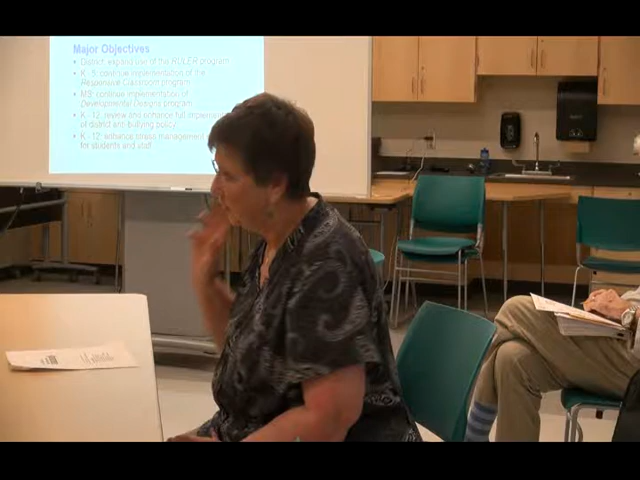 Major Objectives
• District: expand use of the RULER program
• K - 5: continue implementation of the
Responsive Classroom program
• MS: continue implementation of
Developmental Designs program
• K - 12: review and enhance full
of district anti-bullying policy
• K - 12: enhance stress management
for students and staff